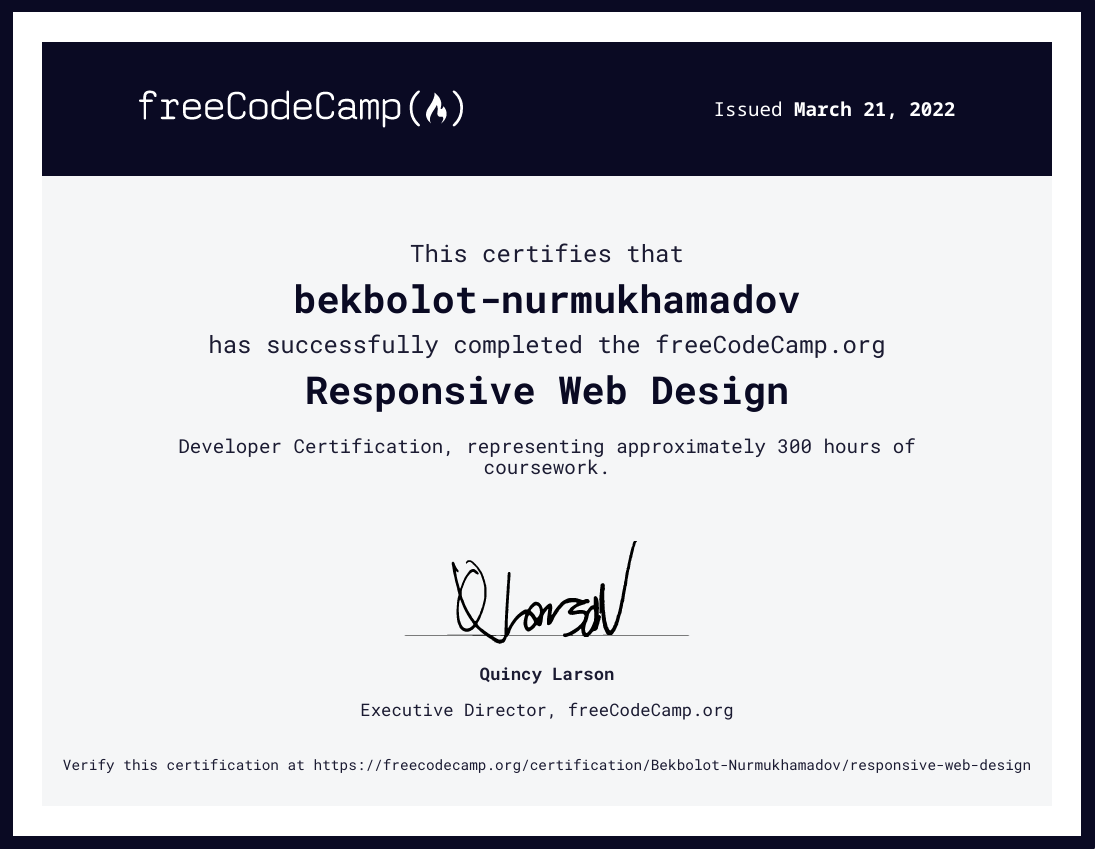 freeCodeCamp(🔥)
Issued March 21, 2022
This certifies that
bekbolot-nurmukhamadov
has successfully completed the freeCodeCamp.org
Responsive Web Design
Developer Certification, representing approximately 300 hours of
coursework.
Q Larson
Quincy Larson
Executive Director, freeCodeCamp.org
Verify this certification at https://freecodecamp.org/certification/Bekbolot-Nurmukhamadov/responsive-web-design